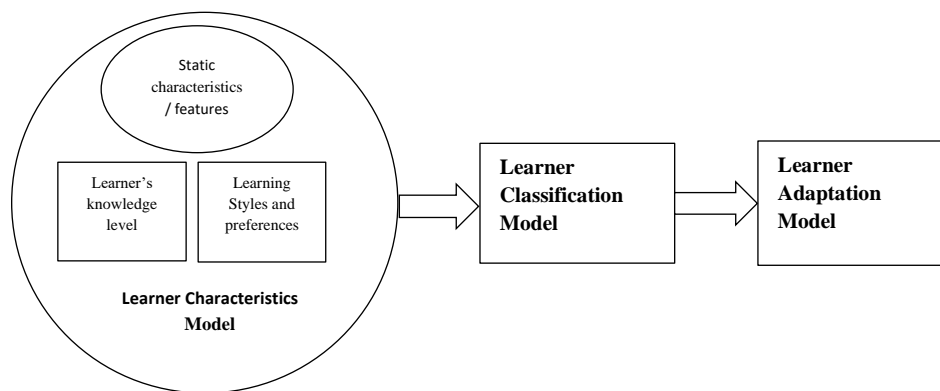 Static
characteristics
/ features
Learner’s
knowledge
level
Learning
Styles and
preferences
Learner Characteristics
Model
Learner
Classification
Model
Learner
Adaptation
Model